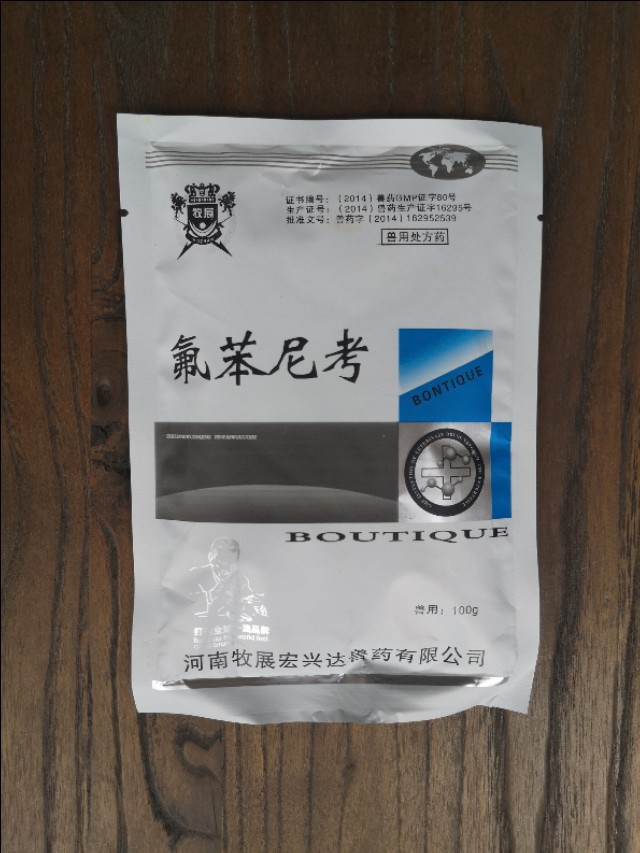 牧展
证书编号：（2014）兽药GMP证字80号
生产证号：（2014）兽药生产证字16295号
批准文号：兽药字（2014）162952539
兽用处方药
氟苯尼考
BONTIQUE
BOUTIQUE
兽用：100g
河南牧展宏兴达兽药有限公司